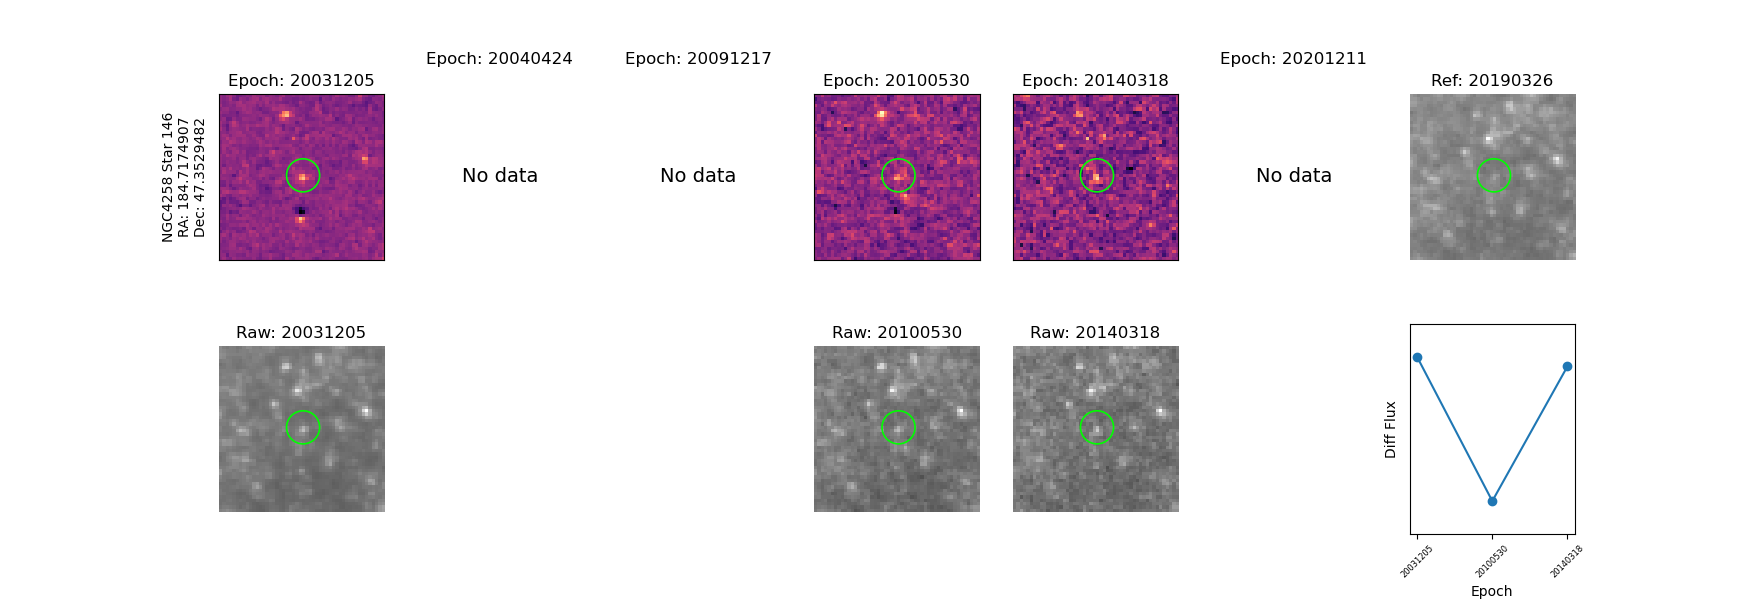 Epoch: 20040424
Epoch: 20091217
Epoch: 20201211
Epoch: 20031205
Epoch: 20100530
Epoch: 20140318
Ref: 20190326
NGC4258 Star 146
RA: 184.7174907
Dec: 47.3529482
No data
No data
No data
Raw: 20031205
Raw: 20100530
Raw: 20140318
Diff Flux
20031205
20100530
20140318
Epoch